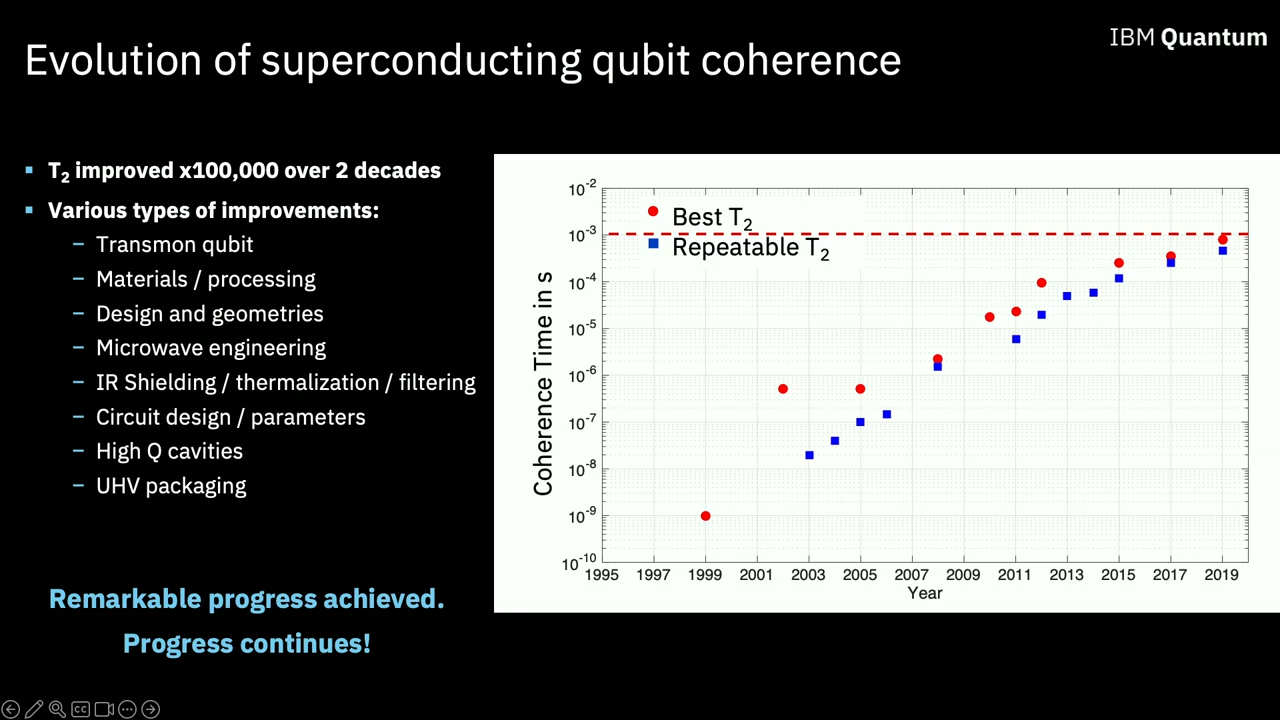 Evolution of superconducting qubit coherence
IBM Quantum
▪ T₂ improved x100,000 over 2 decades
▪ Various types of improvements:
– Transmon qubit
– Materials / processing
– Design and geometries
– Microwave engineering
– IR Shielding / thermalization / filtering
– Circuit design / parameters
– High Q cavities
– UHV packaging
Remarkable progress achieved.
Progress continues!
Best T₂
Repeatable T₂
Coherence Time in s
10⁻²
10⁻³
10⁻⁴
10⁻⁵
10⁻⁶
10⁻⁷
10⁻⁸
10⁻⁹
10⁻¹⁰
1995 1997 1999 2001 2003 2005 2007 2009 2011 2013 2015 2017 2019
Year
CC